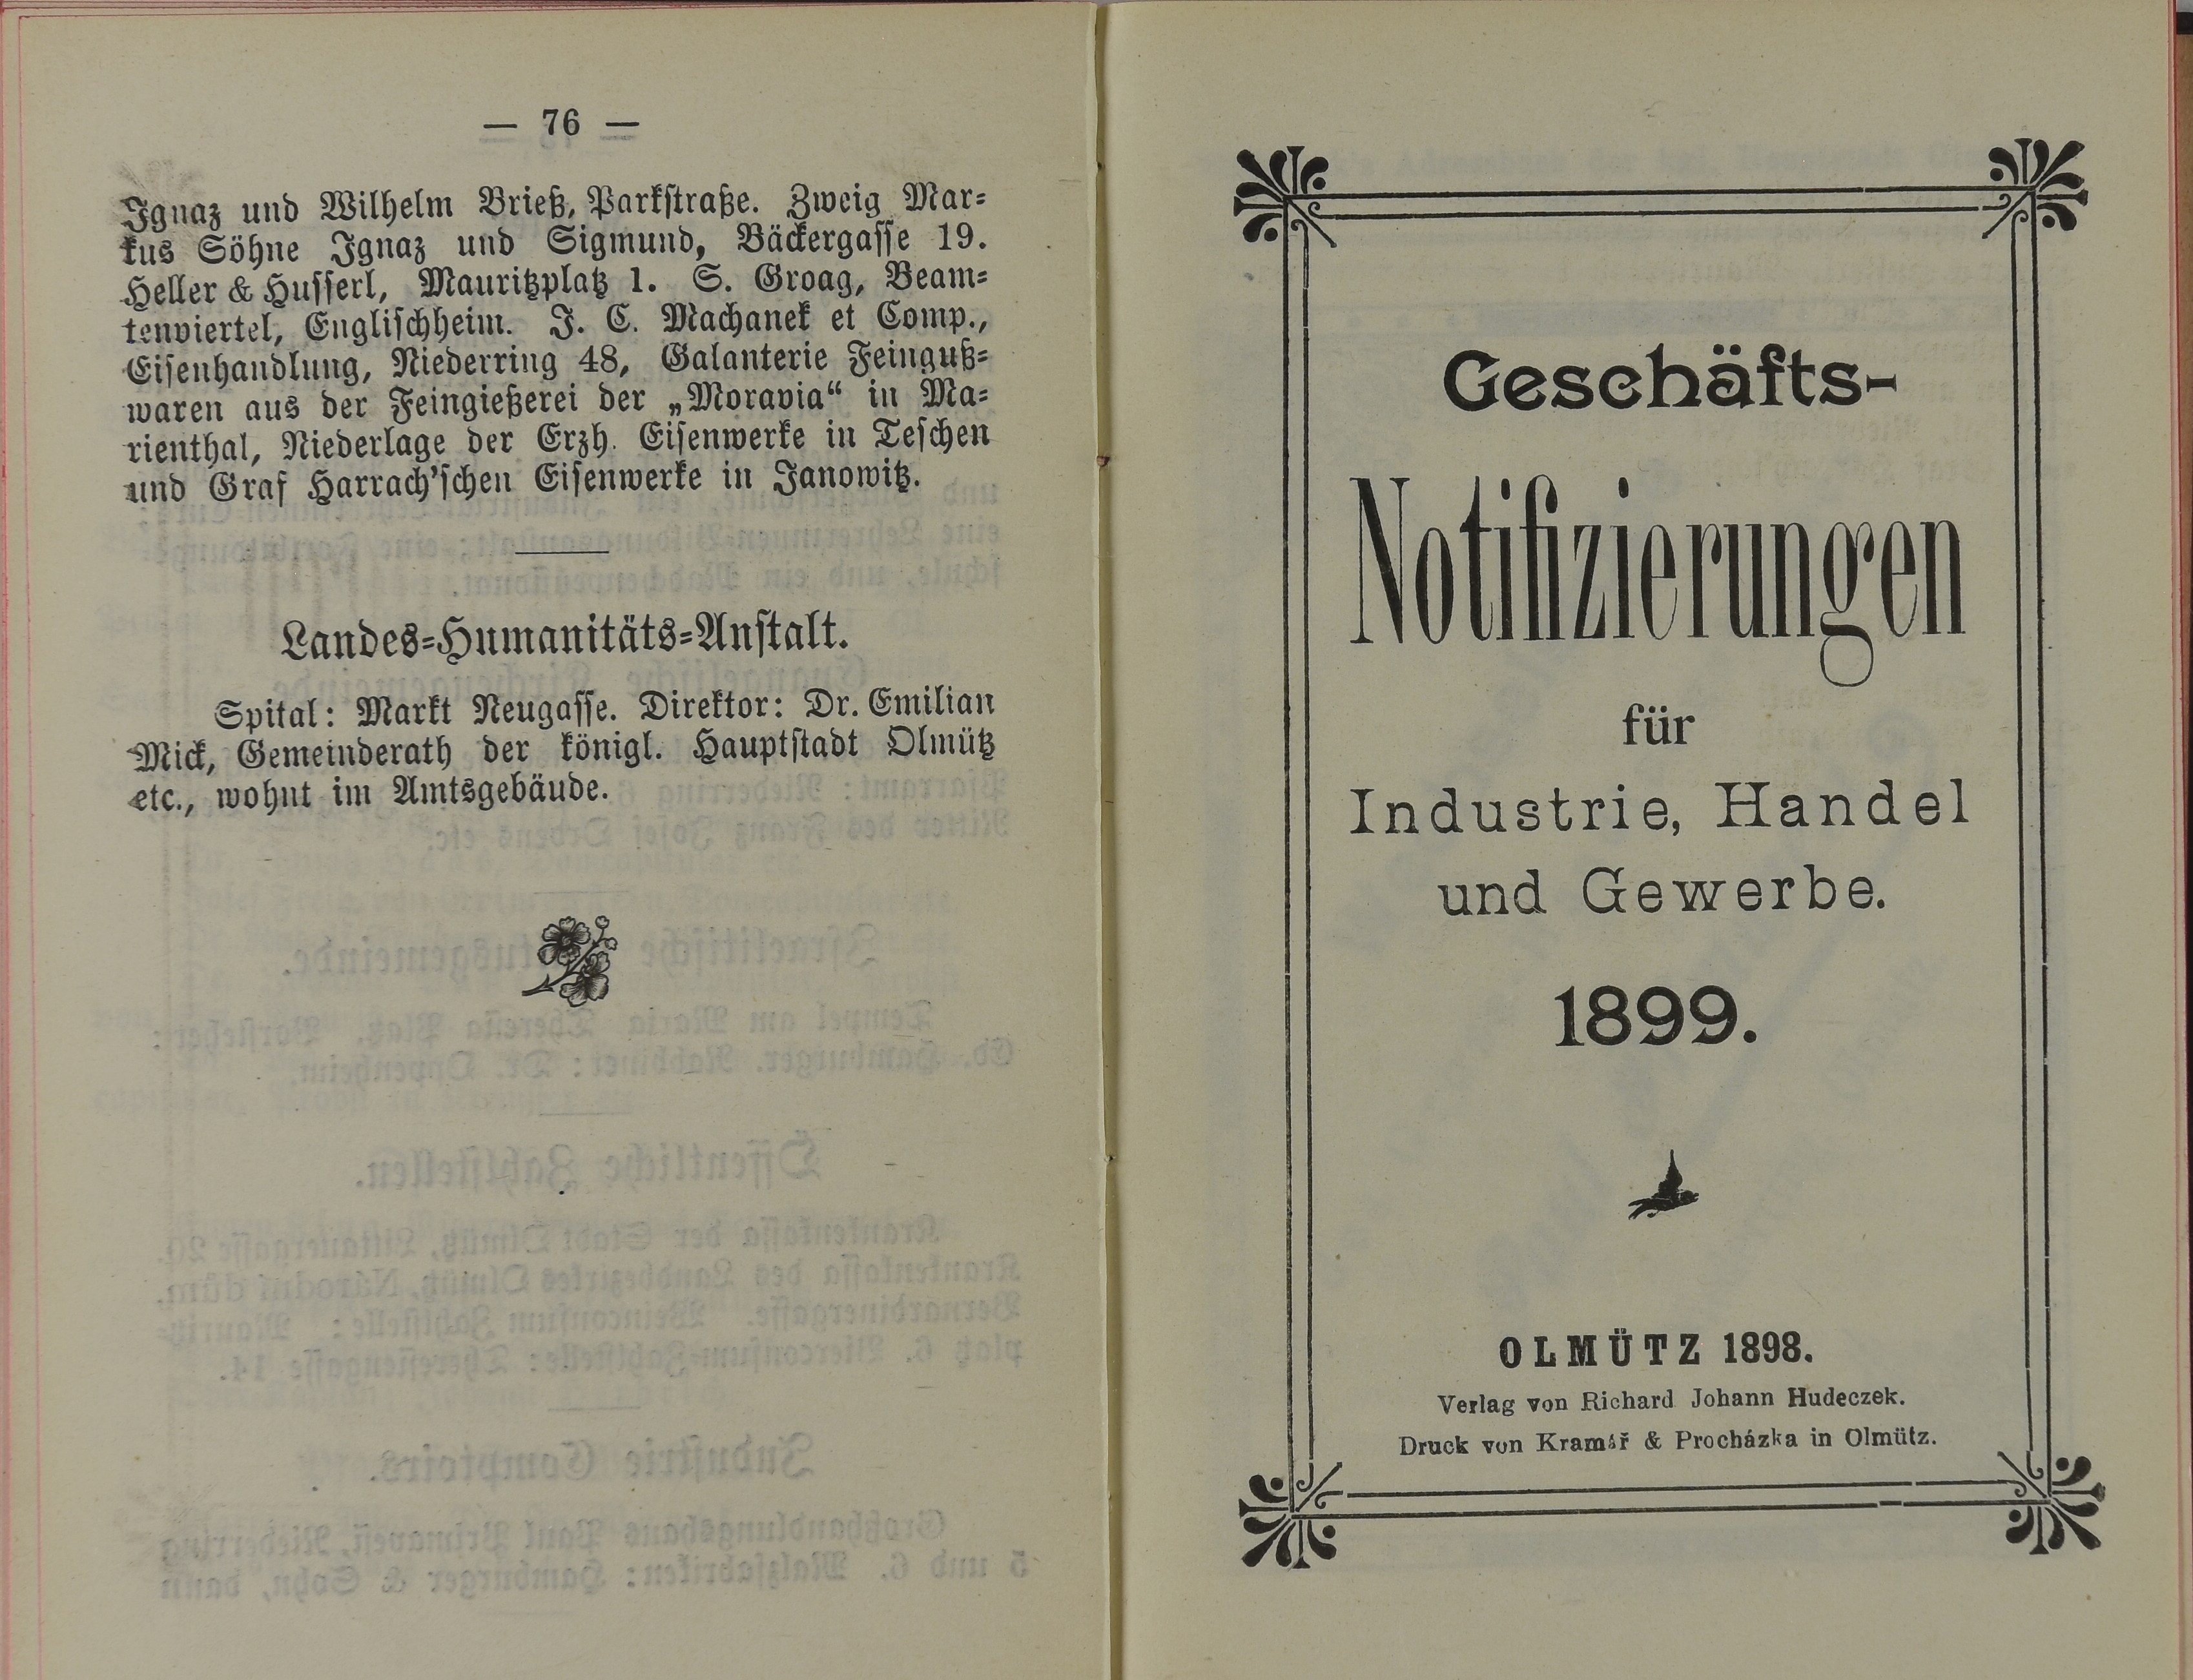 — 76 —
Ignaz und Wilhelm Brieß, Parkstraße. Zweig Mar-
kus Söhne Ignaz und Sigmund, Bäckergasse 19.
Heller & Husserl, Mauritzplatz 1. S. Groag, Beam-
tenviertel, Englischheim. J. C. Machanek et Comp.,
Eisenhandlung, Niederring 48, Galanterie Feinguß-
waren aus der Feingießerei der „Moravia“ in Ma-
rienthal, Niederlage der Erzh. Eisenwerke in Teschen
und Graf Harrach'schen Eisenwerke in Janowitz.
Landes-Humanitäts-Anstalt.
Spital: Markt Neugasse. Direktor: Dr. Emilian
Mick, Gemeinderath der königl. Hauptstadt Olmütz
etc., wohnt im Amtsgebäude.
Geschäfts-
Notifizierungen
für
Industrie, Handel
und Gewerbe.
1899.
OLMÜTZ 1898.
Verlag von Richard Johann Hudeczek.
Druck von Kramář & Procházka in Olmütz.